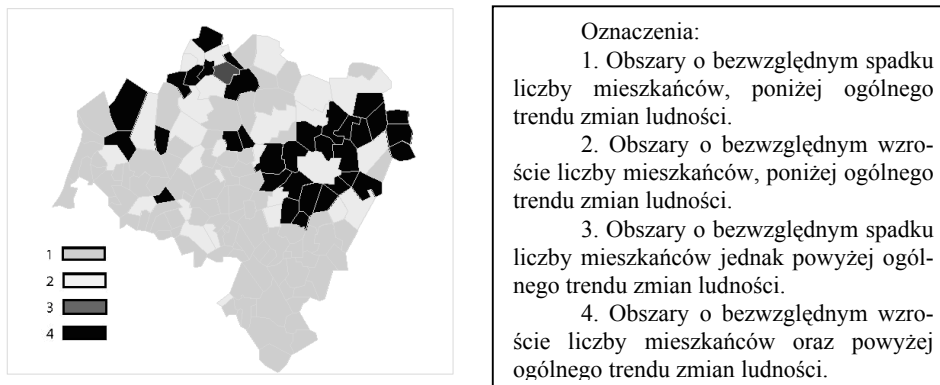 1
2
3
4
Oznaczenia:
1. Obszary o bezwzględnym spadku
liczby mieszkańców, poniżej ogólnego
trendu zmian ludności.
2. Obszary o bezwzględnym wzro-
ście liczby mieszkańców, poniżej ogólnego
trendu zmian ludności.
3. Obszary o bezwzględnym spadku
liczby mieszkańców jednak powyżej ogól-
nego trendu zmian ludności.
4. Obszary o bezwzględnym wzro-
ście liczby mieszkańców oraz powyżej
ogólnego trendu zmian ludności.